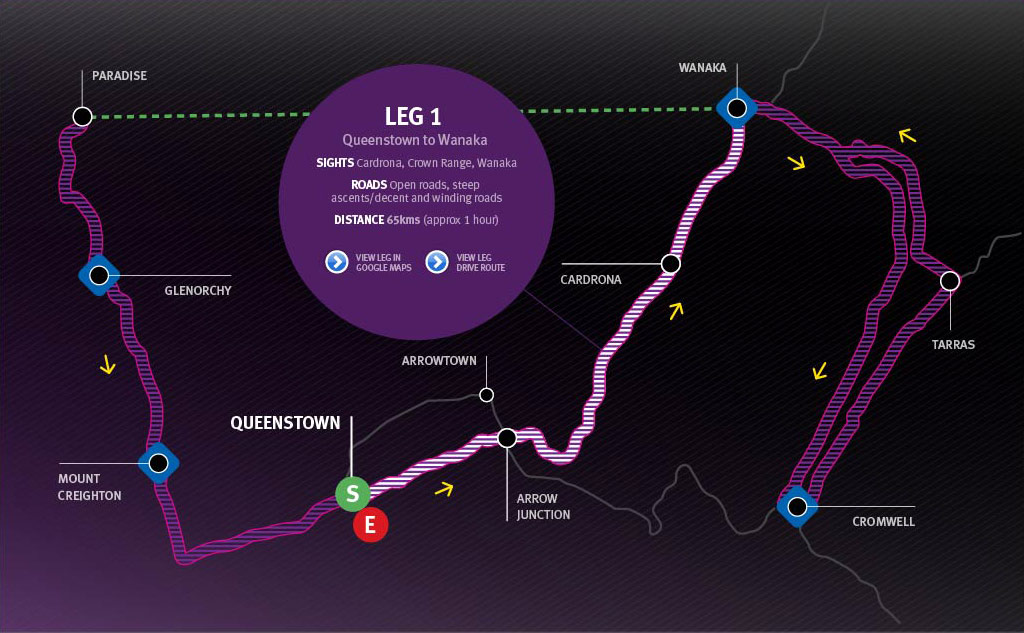 PARADISE
WANAKA
LEG 1
Queenstown to Wanaka
SIGHTS Cardrona, Crown Range, Wanaka
ROADS Open roads, steep
ascents/decent and winding roads
DISTANCE 65kms (approx 1 hour)
VIEW LEG IN
GOOGLE MAPS
VIEW LEG
DRIVE ROUTE
GLENORCHY
CARDRONA
TARRAS
ARROWTOWN
QUEENSTOWN
MOUNT
CREIGHTON
S
E
ARROW
JUNCTION
CROMWELL